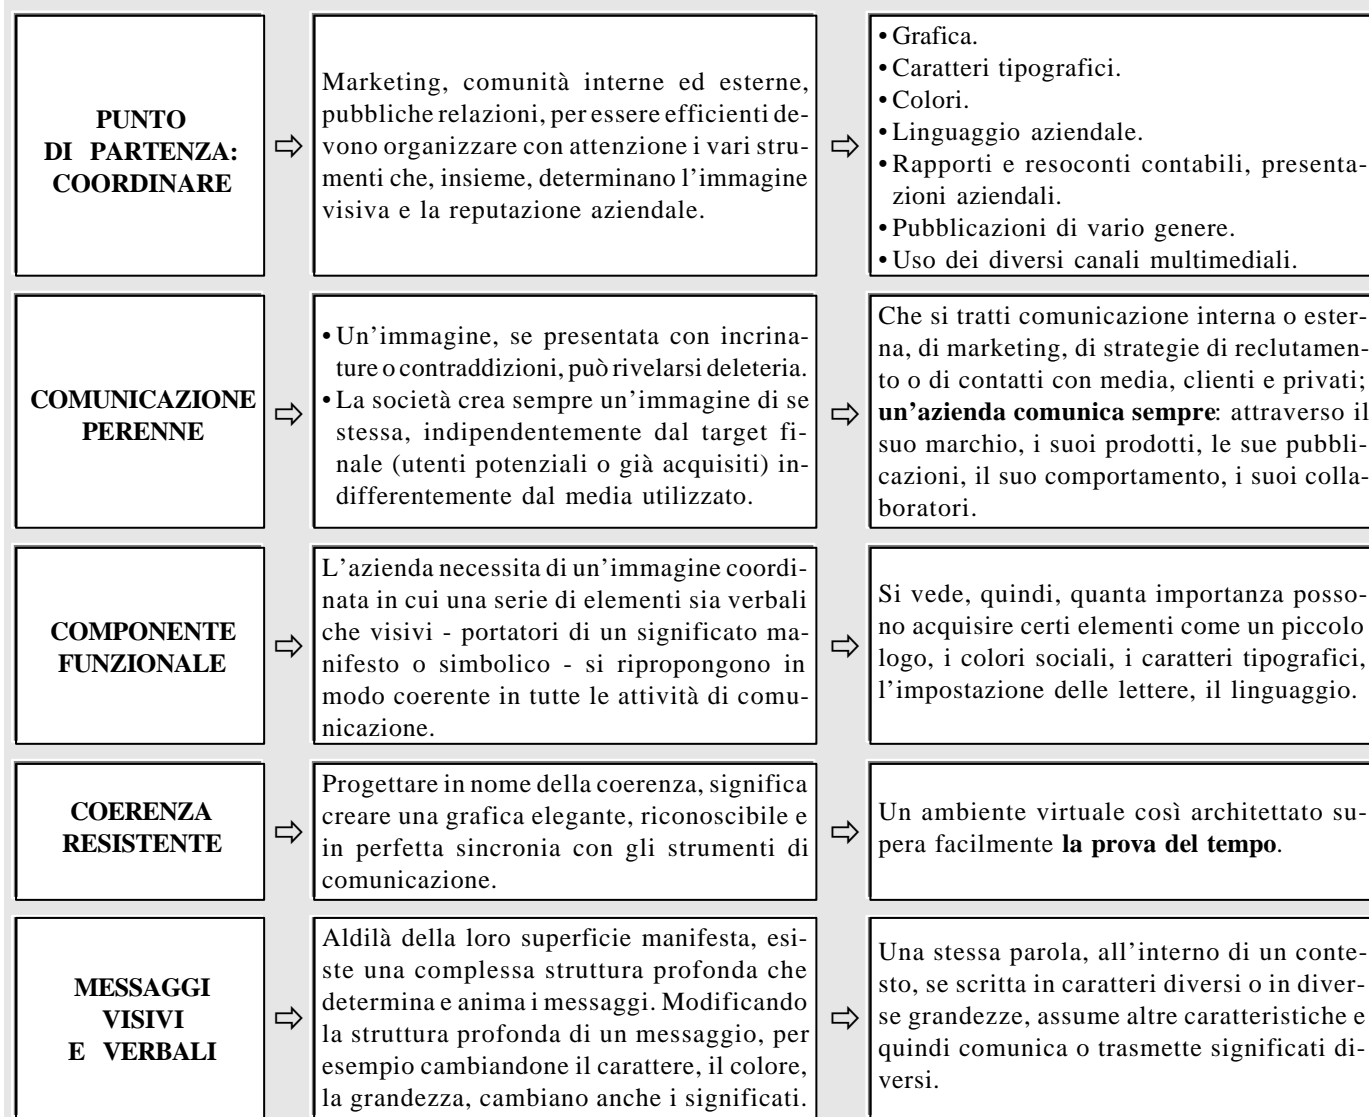 PUNTO
DI PARTENZA:
COORDINARE
Marketing, comunità interne ed esterne,
pubbliche relazioni, per essere efficienti de-
vono organizzare con attenzione i vari stru-
menti che, insieme, determinano l'immagine
visiva e la reputazione aziendale.
• Grafica.
• Caratteri tipografici.
• Colori.
• Linguaggio aziendale.
• Rapporti e resoconti contabili, presenta-
zioni aziendali.
• Pubblicazioni di vario genere.
• Uso dei diversi canali multimediali.
COMUNICAZIONE
PERENNE
• Un'immagine, se presentata con incrina-
ture o contraddizioni, può rivelarsi deleteria.
• La società crea sempre un'immagine di se
stessa, indipendentemente dal target fi-
nale (utenti potenziali o già acquisiti) in-
differentemente dal media utilizzato.
Che si tratti comunicazione interna o ester-
na, di marketing, di strategie di reclutamen-
to o di contatti con media, clienti e privati;
un'azienda comunica sempre: attraverso il
suo marchio, i suoi prodotti, le sue pubbli-
cazioni, il suo comportamento, i suoi colla-
boratori.
COMPONENTE
FUNZIONALE
L'azienda necessita di un'immagine coordi-
nata in cui una serie di elementi sia verbali
che visivi - portatori di un significato ma-
nifesto o simbolico - si ripropongono in
modo coerente in tutte le attività di comu-
nicazione.
Si vede, quindi, quanta importanza posso-
no acquisire certi elementi come un piccolo
logo, i colori sociali, i caratteri tipografici,
l'impostazione delle lettere, il linguaggio.
COERENZA
RESISTENTE
Progettare in nome della coerenza, significa
creare una grafica elegante, riconoscibile e
in perfetta sincronia con gli strumenti di
comunicazione.
Un ambiente virtuale così architettato su-
pera facilmente la prova del tempo.
MESSAGGI
VISIVI
E VERBALI
Aldilà della loro superficie manifesta, esi-
ste una complessa struttura profonda che
determina e anima i messaggi. Modificando
la struttura profonda di un messaggio, per
esempio cambiandone il carattere, il colore,
la grandezza, cambiano anche i significati.
Una stessa parola, all'interno di un conte-
sto, se scritta in caratteri diversi o in diver-
se grandezze, assume altre caratteristiche e
quindi comunica o trasmette significati di-
versi.